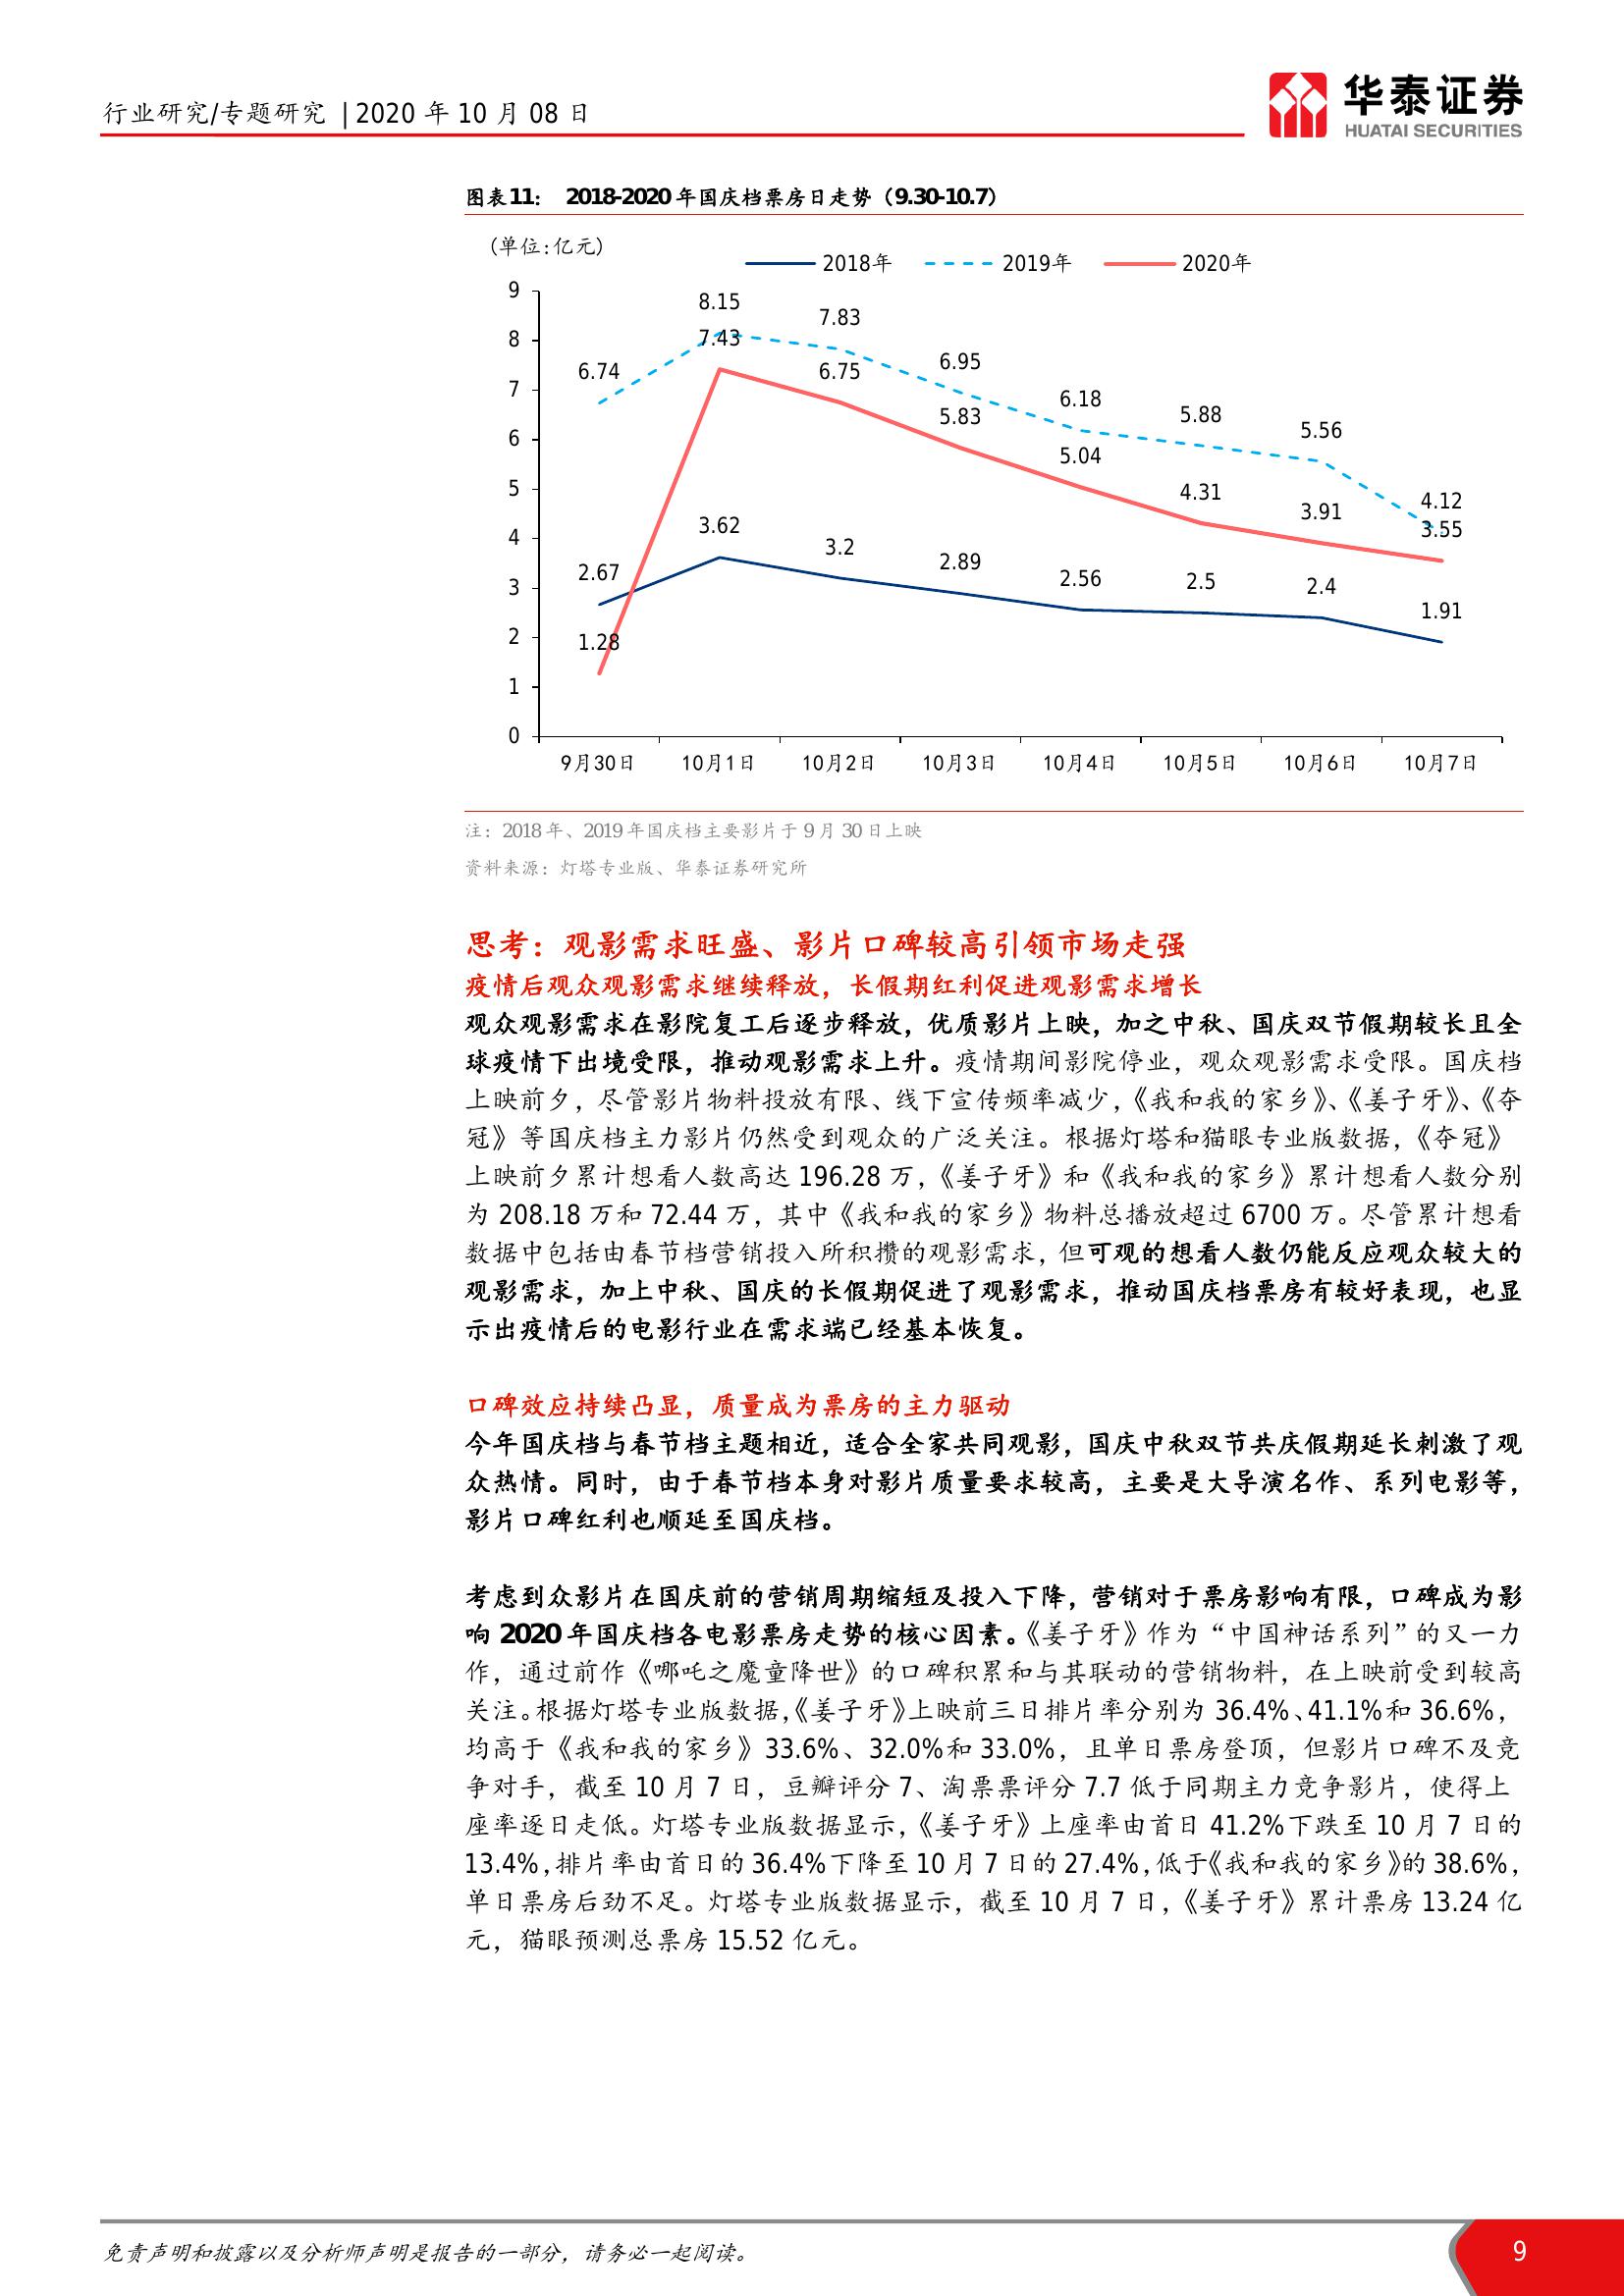 行业研究/专题研究 | 2020 年 10 月 08 日
华泰证券
HUATAI SECURITIES
图表11： 2018-2020 年国庆档票房日走势（9.30-10.7）
(单位:亿元)
2018年 2019年 2020年
9
8
7
6
5
4
3
2
1
0
6.74 8.15 7.83 6.95 6.18 5.88 5.56 4.12
1.28 7.43 6.75 5.83 5.04 4.31 3.91 3.55
2.67 3.62 3.2 2.89 2.56 2.5 2.4 1.91
9月30日 10月1日 10月2日 10月3日 10月4日 10月5日 10月6日 10月7日
注：2018 年、2019 年国庆档主要影片于 9 月 30 日上映
资料来源：灯塔专业版、华泰证券研究所
思考：观影需求旺盛、影片口碑较高引领市场走强
疫情后观众观影需求继续释放，长假期红利促进观影需求增长
观众观影需求在影院复工后逐步释放，优质影片上映，加之中秋、国庆双节假期较长且全
球疫情下出境受限，推动观影需求上升。疫情期间影院停业，观众观影需求受限。国庆档
上映前夕，尽管影片物料投放有限、线下宣传频率减少，《我和我的家乡》、《姜子牙》、《夺
冠》等国庆档主力影片仍然受到观众的广泛关注。根据灯塔和猫眼专业版数据，《夺冠》
上映前夕累计想看人数高达 196.28 万，《姜子牙》和《我和我的家乡》累计想看人数分别
为 208.18 万和 72.44 万，其中《我和我的家乡》物料总播放超过 6700 万。尽管累计想看
数据中包括由春节档营销投入所积攒的观影需求，但可观的想看人数仍能反应观众较大的
观影需求，加上中秋、国庆的长假期促进了观影需求，推动国庆档票房有较好表现，也显
示出疫情后的电影行业在需求端已经基本恢复。
口碑效应持续凸显，质量成为票房的主力驱动
今年国庆档与春节档主题相近，适合全家共同观影，国庆中秋双节共庆假期延长刺激了观
众热情。同时，由于春节档本身对影片质量要求较高，主要是大导演名作、系列电影等，
影片口碑红利也顺延至国庆档。
考虑到众影片在国庆前的营销周期缩短及投入下降，营销对于票房影响有限，口碑成为影
响 2020 年国庆档各电影票房走势的核心因素。《姜子牙》作为“中国神话系列”的又一力
作，通过前作《哪吒之魔童降世》的口碑积累和与其联动的营销物料，在上映前受到较高
关注。根据灯塔专业版数据，《姜子牙》上映前三日排片率分别为 36.4%、41.1%和 36.6%，
均高于《我和我的家乡》33.6%、32.0%和 33.0%，且单日票房登顶，但影片口碑不及竞
争对手，截至 10 月 7 日，豆瓣评分 7、淘票票评分 7.7 低于同期主力竞争影片，使得上
座率逐日走低。灯塔专业版数据显示，《姜子牙》上座率由首日 41.2%下跌至 10 月 7 日的
13.4%，排片率由首日的 36.4%下降至 10 月 7 日的 27.4%，低于《我和我的家乡》的 38.6%，
单日票房后劲不足。灯塔专业版数据显示，截至 10 月 7 日，《姜子牙》累计票房 13.24 亿
元，猫眼预测总票房 15.52 亿元。
免责声明和披露以及分析师声明是报告的一部分，请务必一起阅读。
9